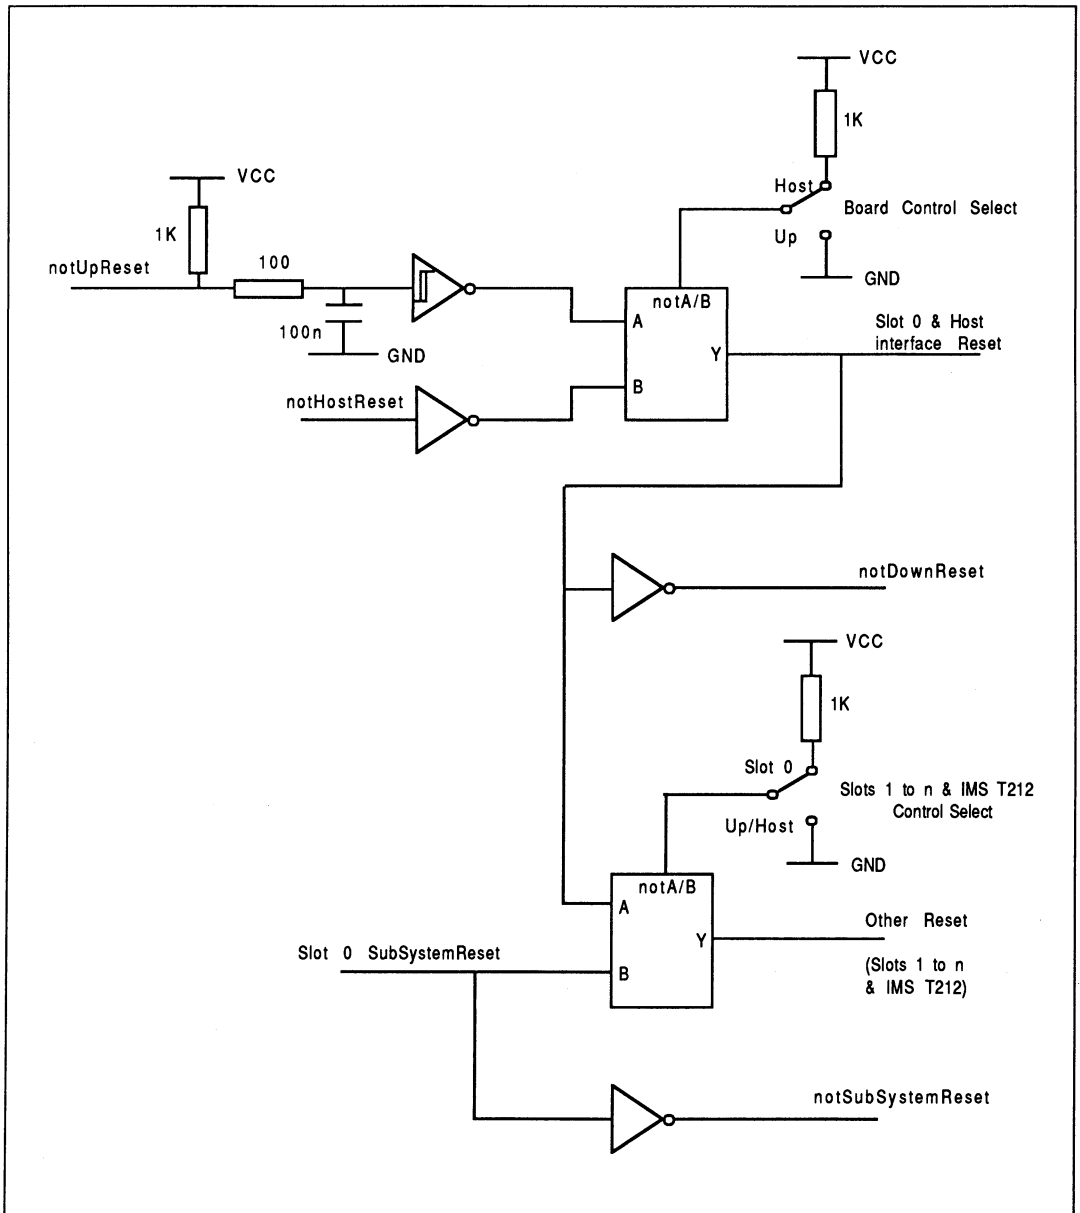 VCC
1K
Host
Board Control Select
Up
GND
VCC
1K
notUpReset
100
100n
GND
notHostReset
notA/B
A
Y
B
Slot 0 & Host
interface Reset
notDownReset
VCC
1K
Slot 0
Slots 1 to n & IMS T212
Control Select
Up/Host
GND
notA/B
A
Y
B
Other Reset
(Slots 1 to n
& IMS T212)
Slot 0 SubSystemReset
notSubSystemReset